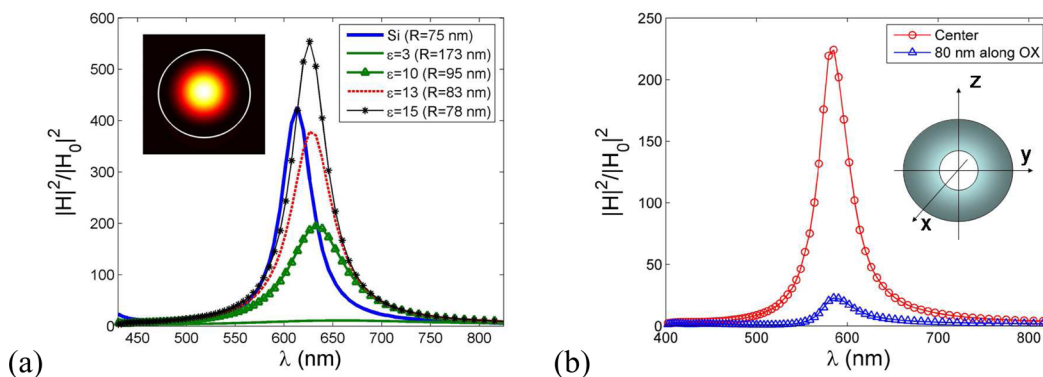 600
500
400
300
200
100
0
|H|²/|H₀|²
450 500 550 600 650 700 750 800
λ (nm)
Si (R=75 nm)
ε=3 (R=173 nm)
ε=10 (R=95 nm)
ε=13 (R=83 nm)
ε=15 (R=78 nm)
(a)
250
200
150
100
50
0
|H|²/|H₀|²
400 500 600 700 800
λ (nm)
Center
80 nm along OX
z
y
x
(b)